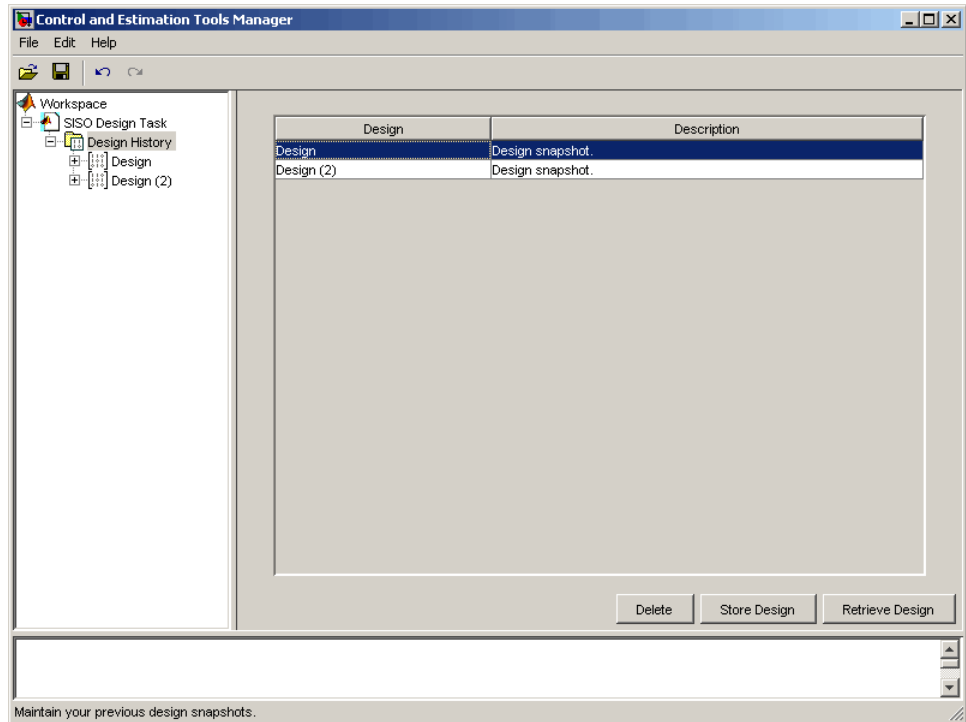 Control and Estimation Tools Manager
File Edit Help
Workspace
SISO Design Task
Design History
Design
Design (2)
Design Description
Design Design snapshot.
Design (2) Design snapshot.
Delete Store Design Retrieve Design
Maintain your previous design snapshots.